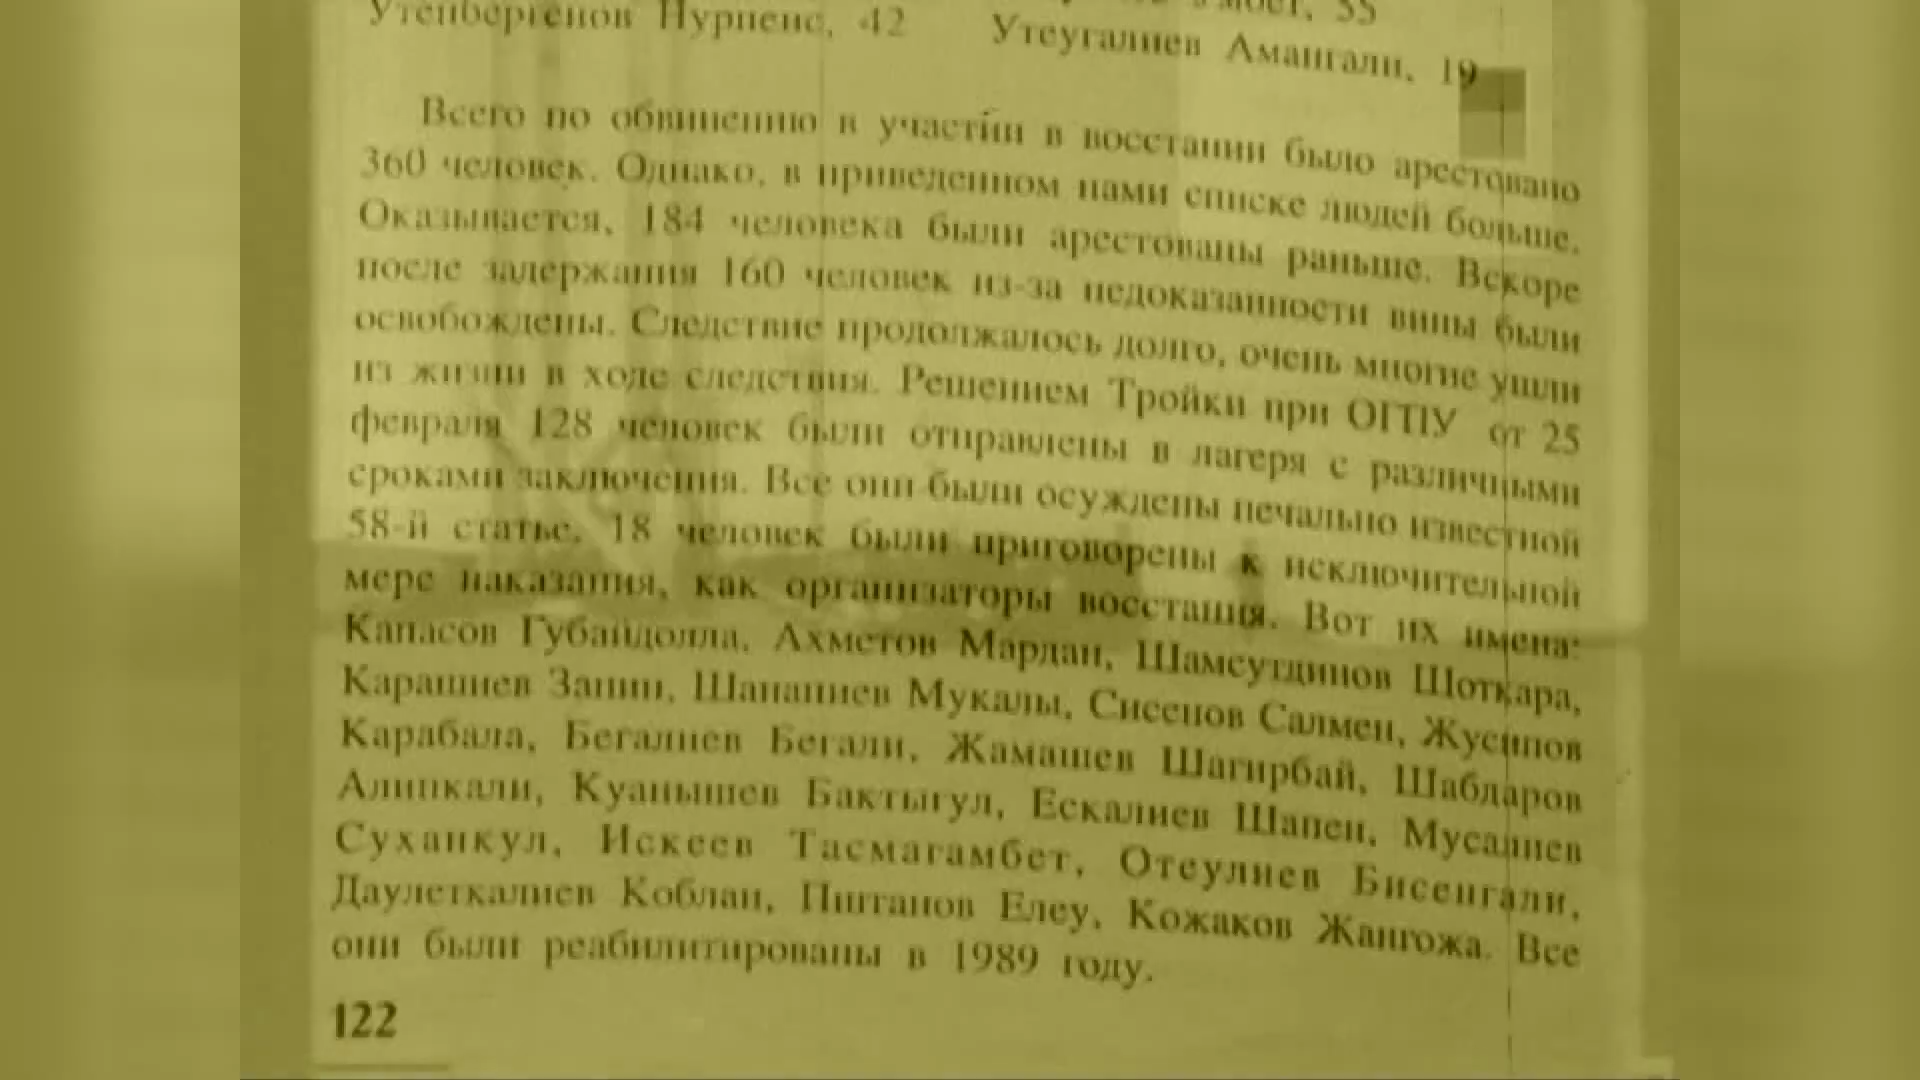 Утенбергенов Нурпеис, 42 55
Утеугалиев Амангали, 19
Всего по обвинению в участии в восстании было арестовано
360 человек. Однако, в приведенном нами списке людей больше.
Оказывается, 184 человека были арестованы раньше. Вскоре
после задержания 160 человек из-за недоказанности вины были
освобождены. Следствие продолжалось долго, очень многие ушли
из жизни в ходе следствия. Решением Тройки при ОГПУ от 25
февраля 128 человек были отправлены в лагеря с различными
сроками заключения. Все они были осуждены печально известной
58-й статье. 18 человек были приговорены к исключительной
мере наказания, как организаторы восстания. Вот их имена:
Капасов Губайдолла, Ахметов Мардан, Шамсутдинов Шоткара,
Карашиев Запин, Шанашиев Мукалы, Сисенов Салмен, Жусипов
Карабала, Бегалиев Бегали, Жамашев Шагирбай, Шабдаров
Алипкали, Куанышев Бактыгул, Ескалиев Шапен, Мусалиев
Суханкул, Искеев Тасмагамбет, Отеулиев Бисенгали,
Даулеткалиев Коблан, Пштанов Елеу, Кожаков Жангожа. Все
они были реабилитированы в 1989 году.
122